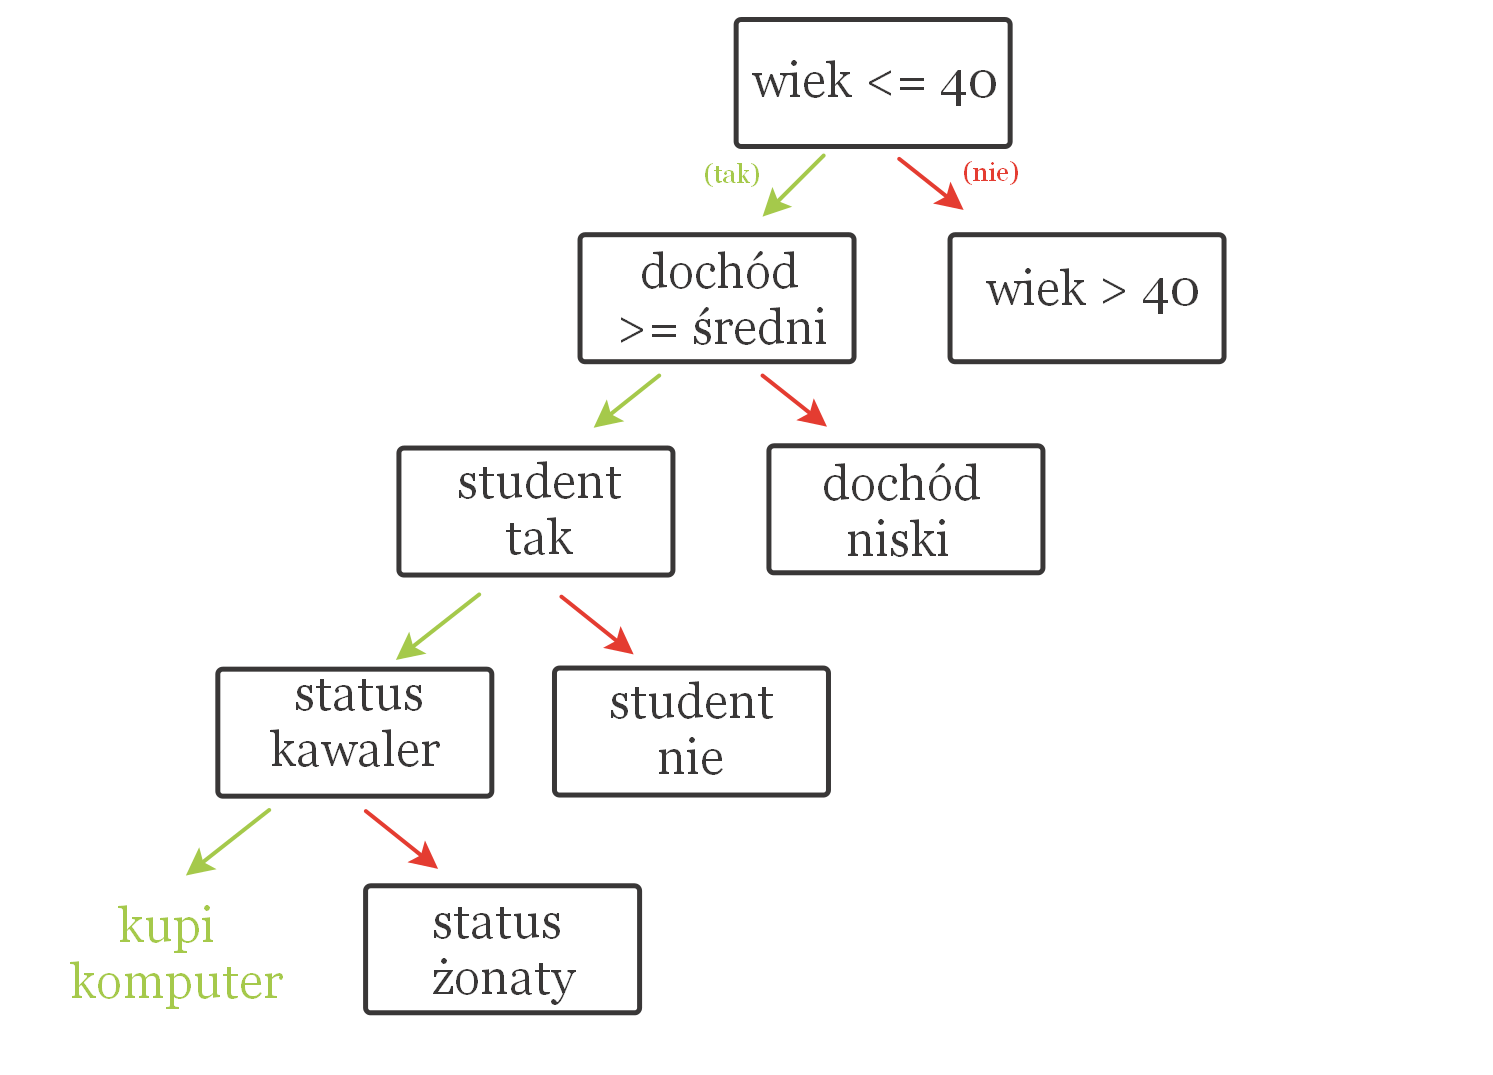 wiek <= 40
(tak)
(nie)
dochód
>= średni
wiek > 40
student
tak
dochód
niski
status
kawaler
student
nie
kupi
komputer
status
żonaty